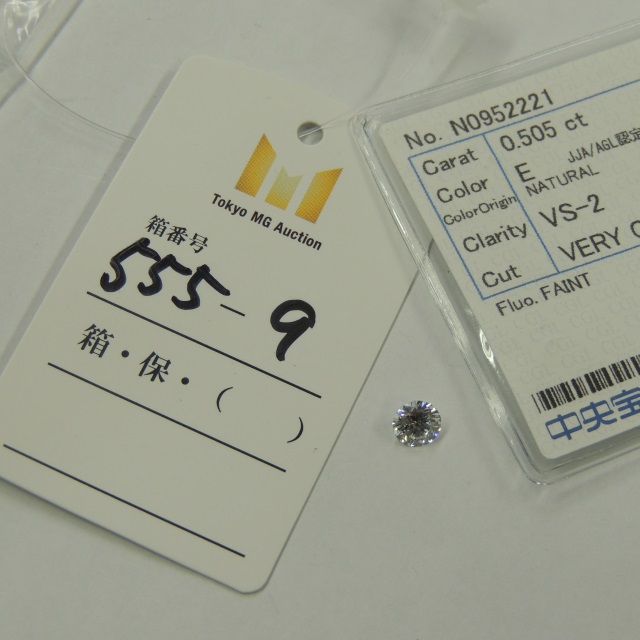 Tokyo MG Auction
箱番号
555-9
箱・保・（　　）
No. N0952221
Carat 0.505 ct
Color E JJA/AGL認定
ColorOrigin NATURAL
Clarity VS-2
Cut VERY
Fluo. FAINT
中央宝